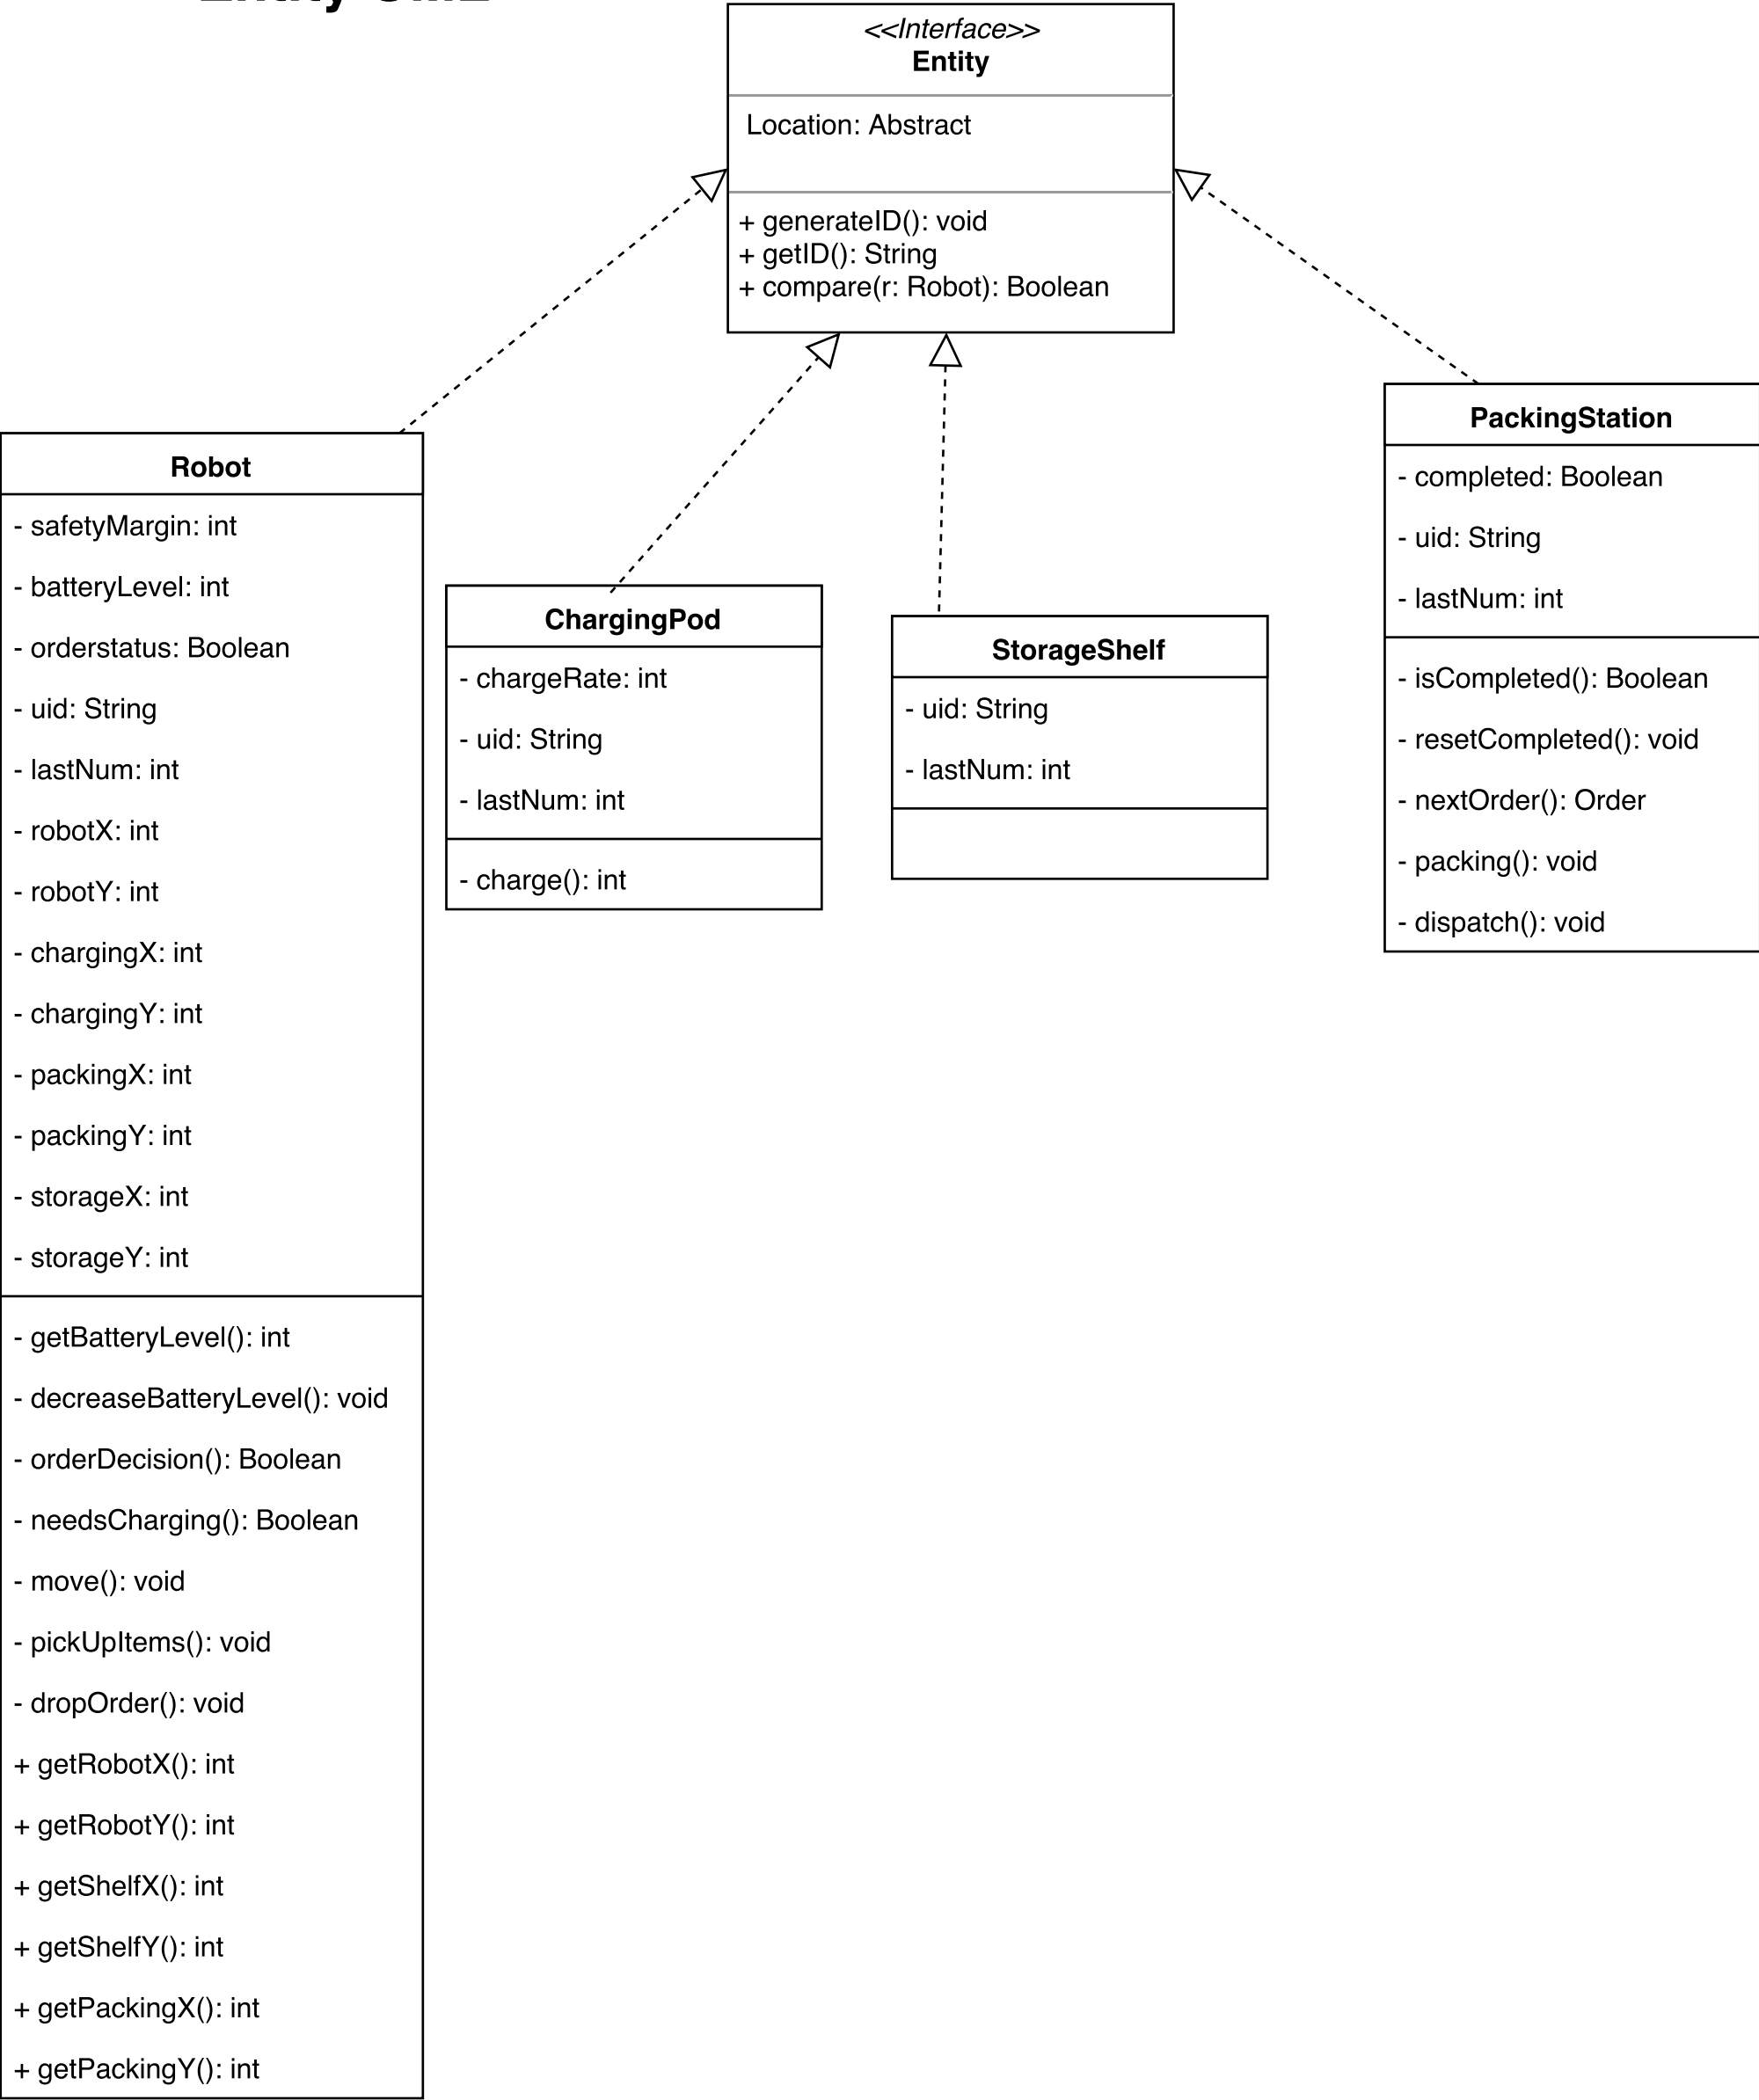 <<Interface>>
Entity
Location: Abstract
+ generateID(): void
+ getID(): String
+ compare(r: Robot): Boolean
Robot
- safetyMargin: int
- batteryLevel: int
- orderstatus: Boolean
- uid: String
- lastNum: int
- robotX: int
- robotY: int
- chargingX: int
- chargingY: int
- packingX: int
- packingY: int
- storageX: int
- storageY: int
- getBatteryLevel(): int
- decreaseBatteryLevel(): void
- orderDecision(): Boolean
- needsCharging(): Boolean
- move(): void
- pickUpItems(): void
- dropOrder(): void
+ getRobotX(): int
+ getRobotY(): int
+ getShelfX(): int
+ getShelfY(): int
+ getPackingX(): int
+ getPackingY(): int
ChargingPod
- chargeRate: int
- uid: String
- lastNum: int
- charge(): int
StorageShelf
- uid: String
- lastNum: int
PackingStation
- completed: Boolean
- uid: String
- lastNum: int
- isCompleted(): Boolean
- resetCompleted(): void
- nextOrder(): Order
- packing(): void
- dispatch(): void